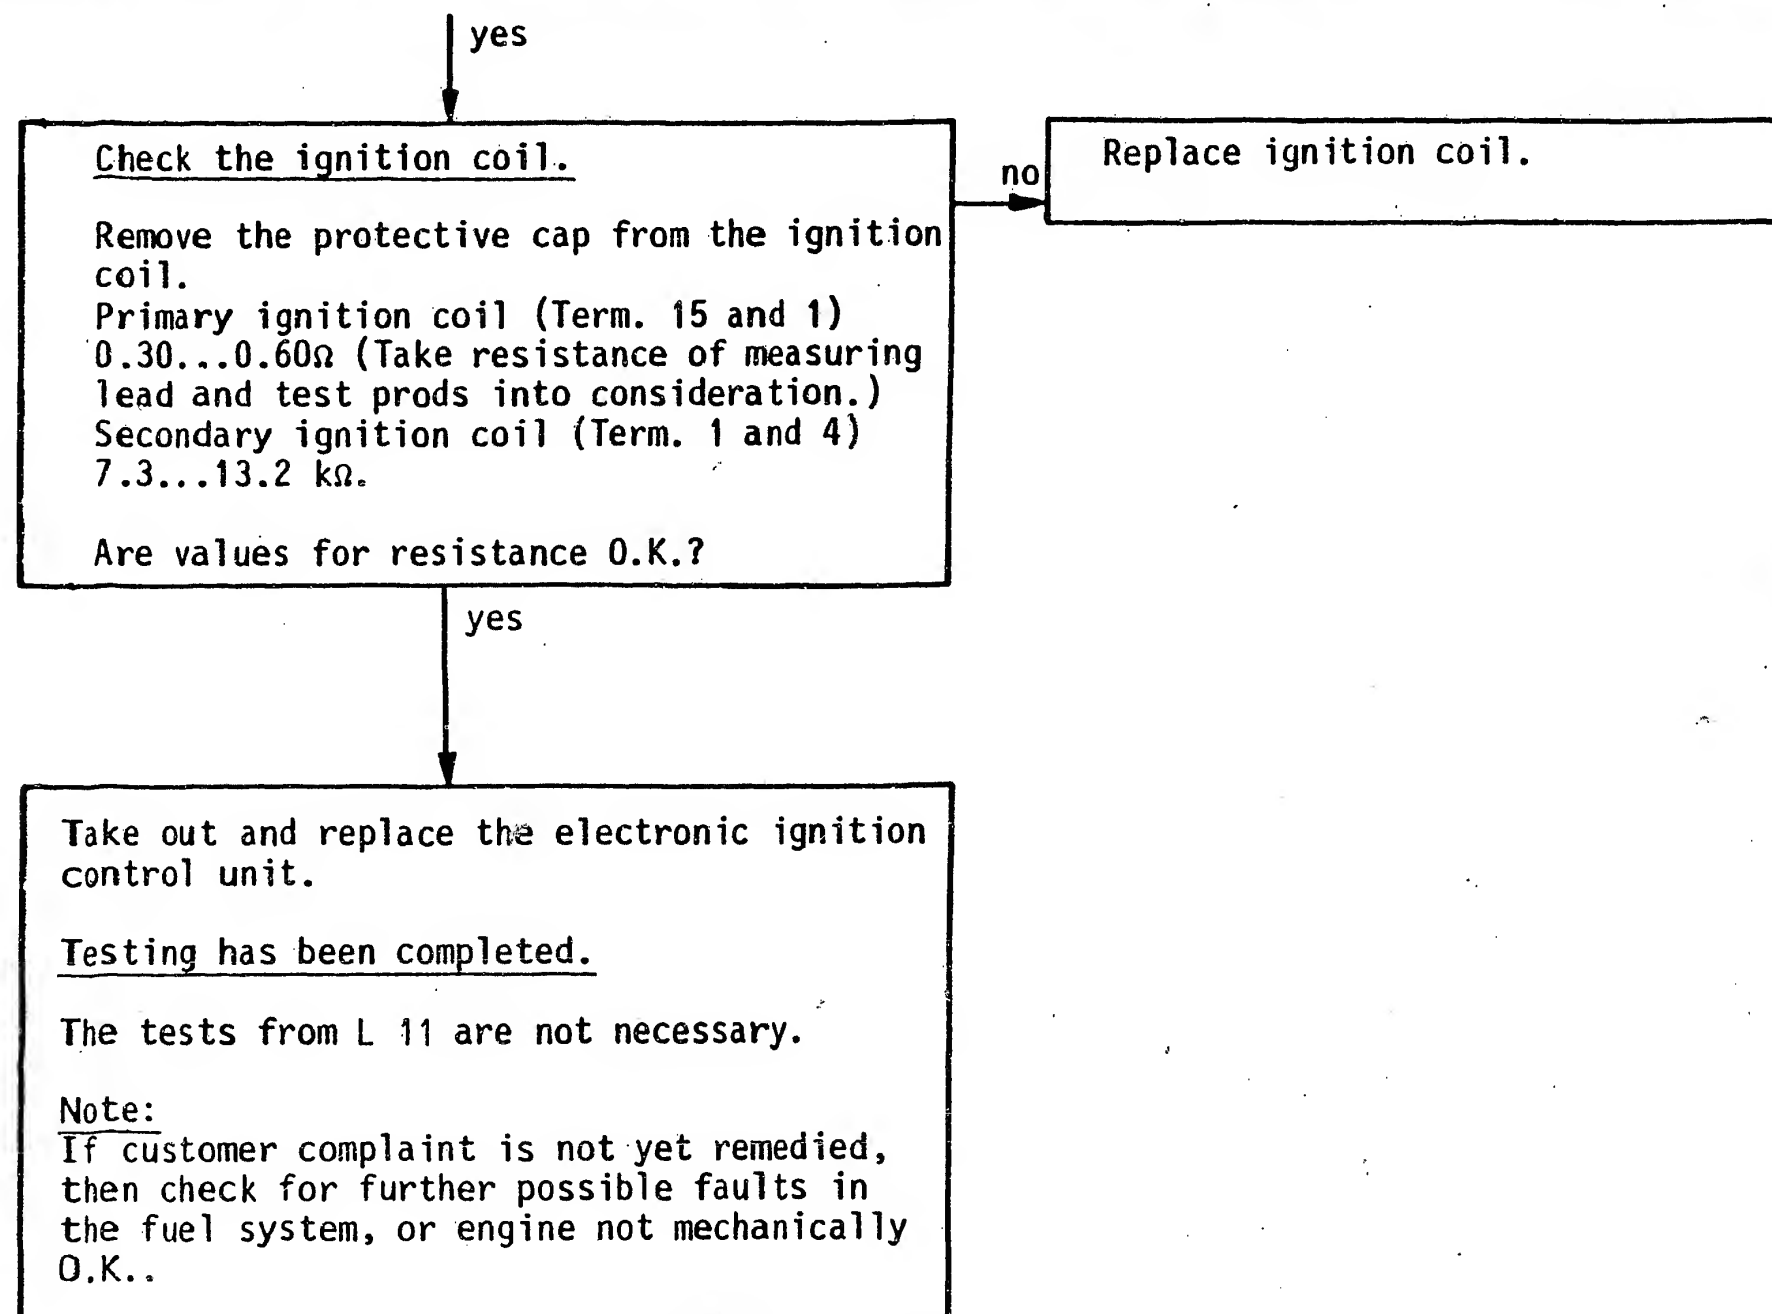 yes
Check the ignition coil.
no
Replace ignition coil.
Remove the protective cap from the ignition
coil.
Primary ignition coil (Term. 15 and 1)
0.30...0.60Ω (Take resistance of measuring
lead and test prods into consideration.)
Secondary ignition coil (Term. 1 and 4)
7.3...13.2 kΩ.
Are values for resistance O.K.?
yes
Take out and replace the electronic ignition
control unit.
Testing has been completed.
The tests from L 11 are not necessary.
Note:
If customer complaint is not yet remedied,
then check for further possible faults in
the fuel system, or engine not mechanically
O.K..